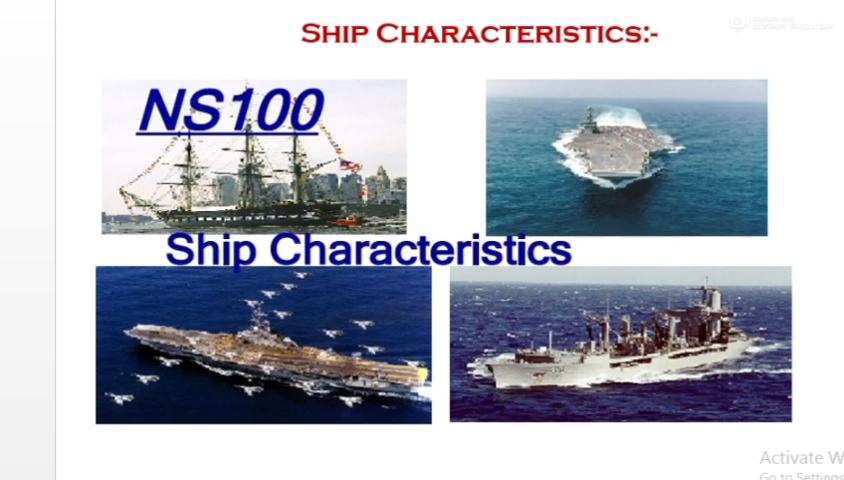 SHIP CHARACTERISTICS:-
NS100
Ship Characteristics
Activate W
Go to Settings